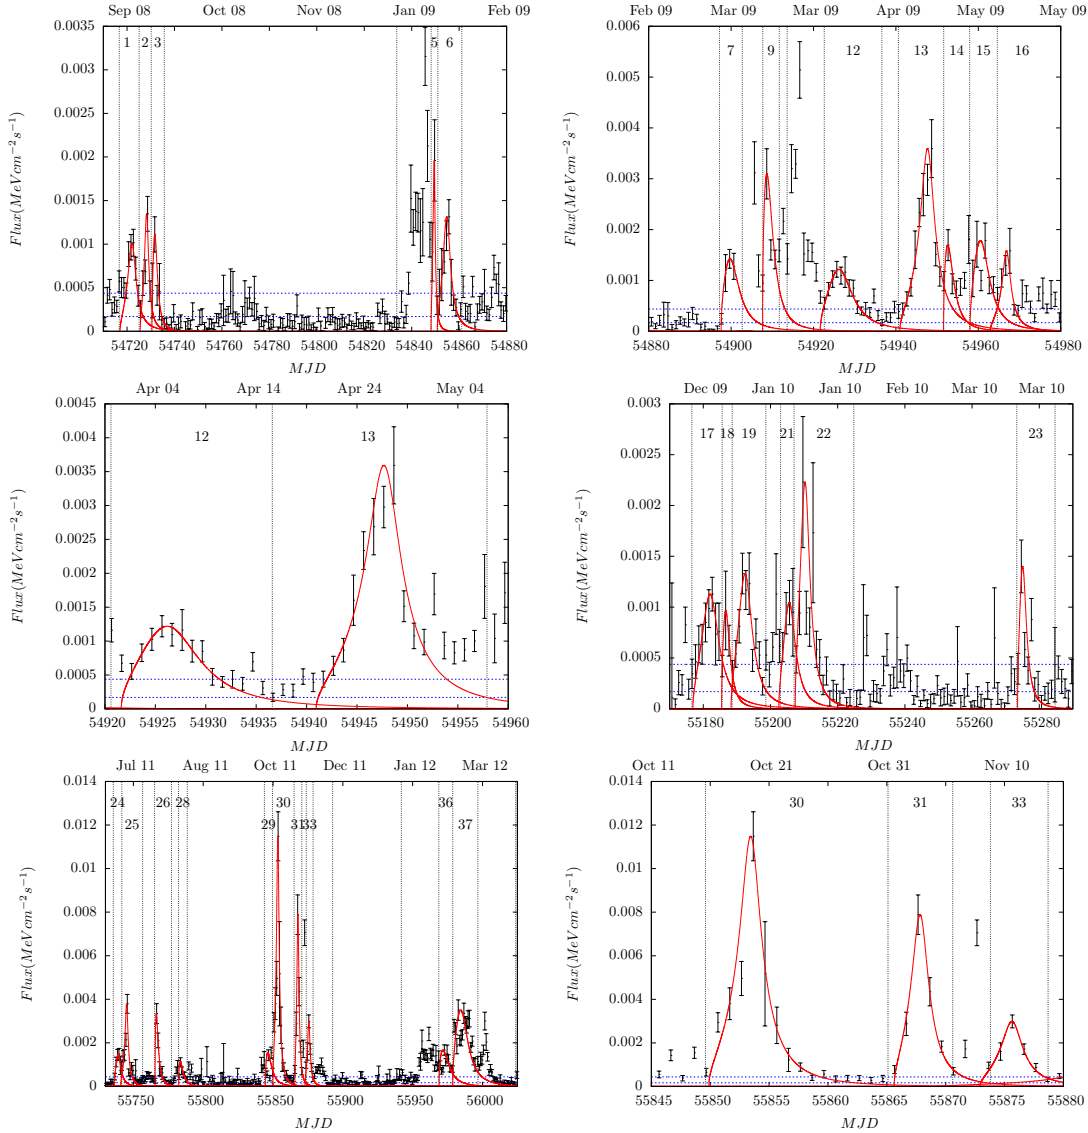 Sep 08 Oct 08 Nov 08 Jan 09 Feb 09
0.0035
0.003
0.0025
0.002
0.0015
0.001
0.0005
0
1 2 3 5 6
54720 54740 54760 54780 54800 54820 54840 54860 54880
MJD
Flux(MeVcm⁻²s⁻¹)
Feb 09 Mar 09 Mar 09 Apr 09 May 09 May 09
0.006
0.005
0.004
0.003
0.002
0.001
0
7 9 12 13 14 15 16
54880 54900 54920 54940 54960 54980
MJD
Flux(MeVcm⁻²s⁻¹)
Apr 04 Apr 14 Apr 24 May 04
0.0045
0.004
0.0035
0.003
0.0025
0.002
0.0015
0.001
0.0005
0
12 13
54920 54925 54930 54935 54940 54945 54950 54955 54960
MJD
Flux(MeVcm⁻²s⁻¹)
Dec 09 Jan 10 Jan 10 Feb 10 Mar 10 Mar 10
0.003
0.0025
0.002
0.0015
0.001
0.0005
0
17 18 19 21 22 23
55180 55200 55220 55240 55260 55280
MJD
Flux(MeVcm⁻²s⁻¹)
Jul 11 Aug 11 Oct 11 Dec 11 Jan 12 Mar 12
0.014
0.012
0.01
0.008
0.006
0.004
0.002
0
24 26 28 30 36
25 29 31 33 37
55750 55800 55850 55900 55950 56000
MJD
Flux(MeVcm⁻²s⁻¹)
Oct 11 Oct 21 Oct 31 Nov 10
0.014
0.012
0.01
0.008
0.006
0.004
0.002
0
30 31 33
55845 55850 55855 55860 55865 55870 55875 55880
MJD
Flux(MeVcm⁻²s⁻¹)